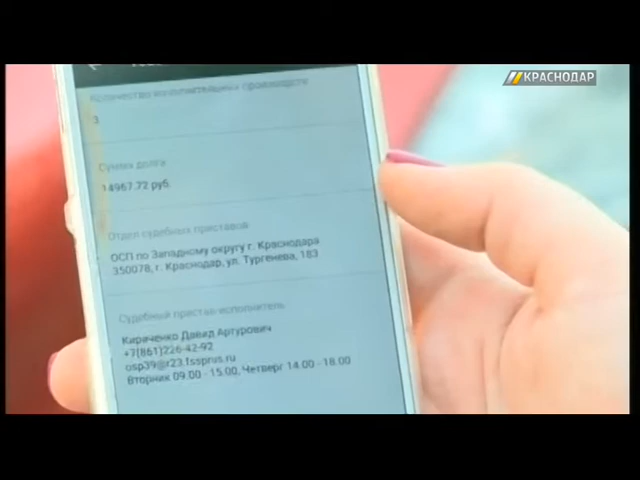 КРАСНОДАР
Количество исполнительных производств
3
Сумма долга
14967.72 руб.
Отдел судебных приставов
ОСП по Западному округу г. Краснодара
350078, г. Краснодар, ул. Тургенева, 183
Судебный пристав-исполнитель
Кириченко Давид Артурович
+7(861)226-42-92
osp39@r23.fssprus.ru
Вторник 09.00 - 15.00, Четверг 14.00 - 18.00